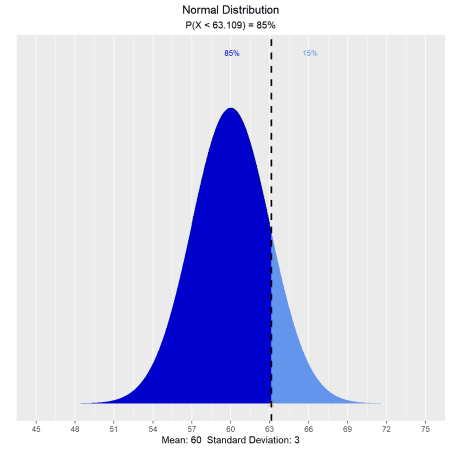 Normal Distribution
P(X < 63.109) = 85%
85% 15%
45 48 51 54 57 60 63 66 69 72 75
Mean: 60 Standard Deviation: 3